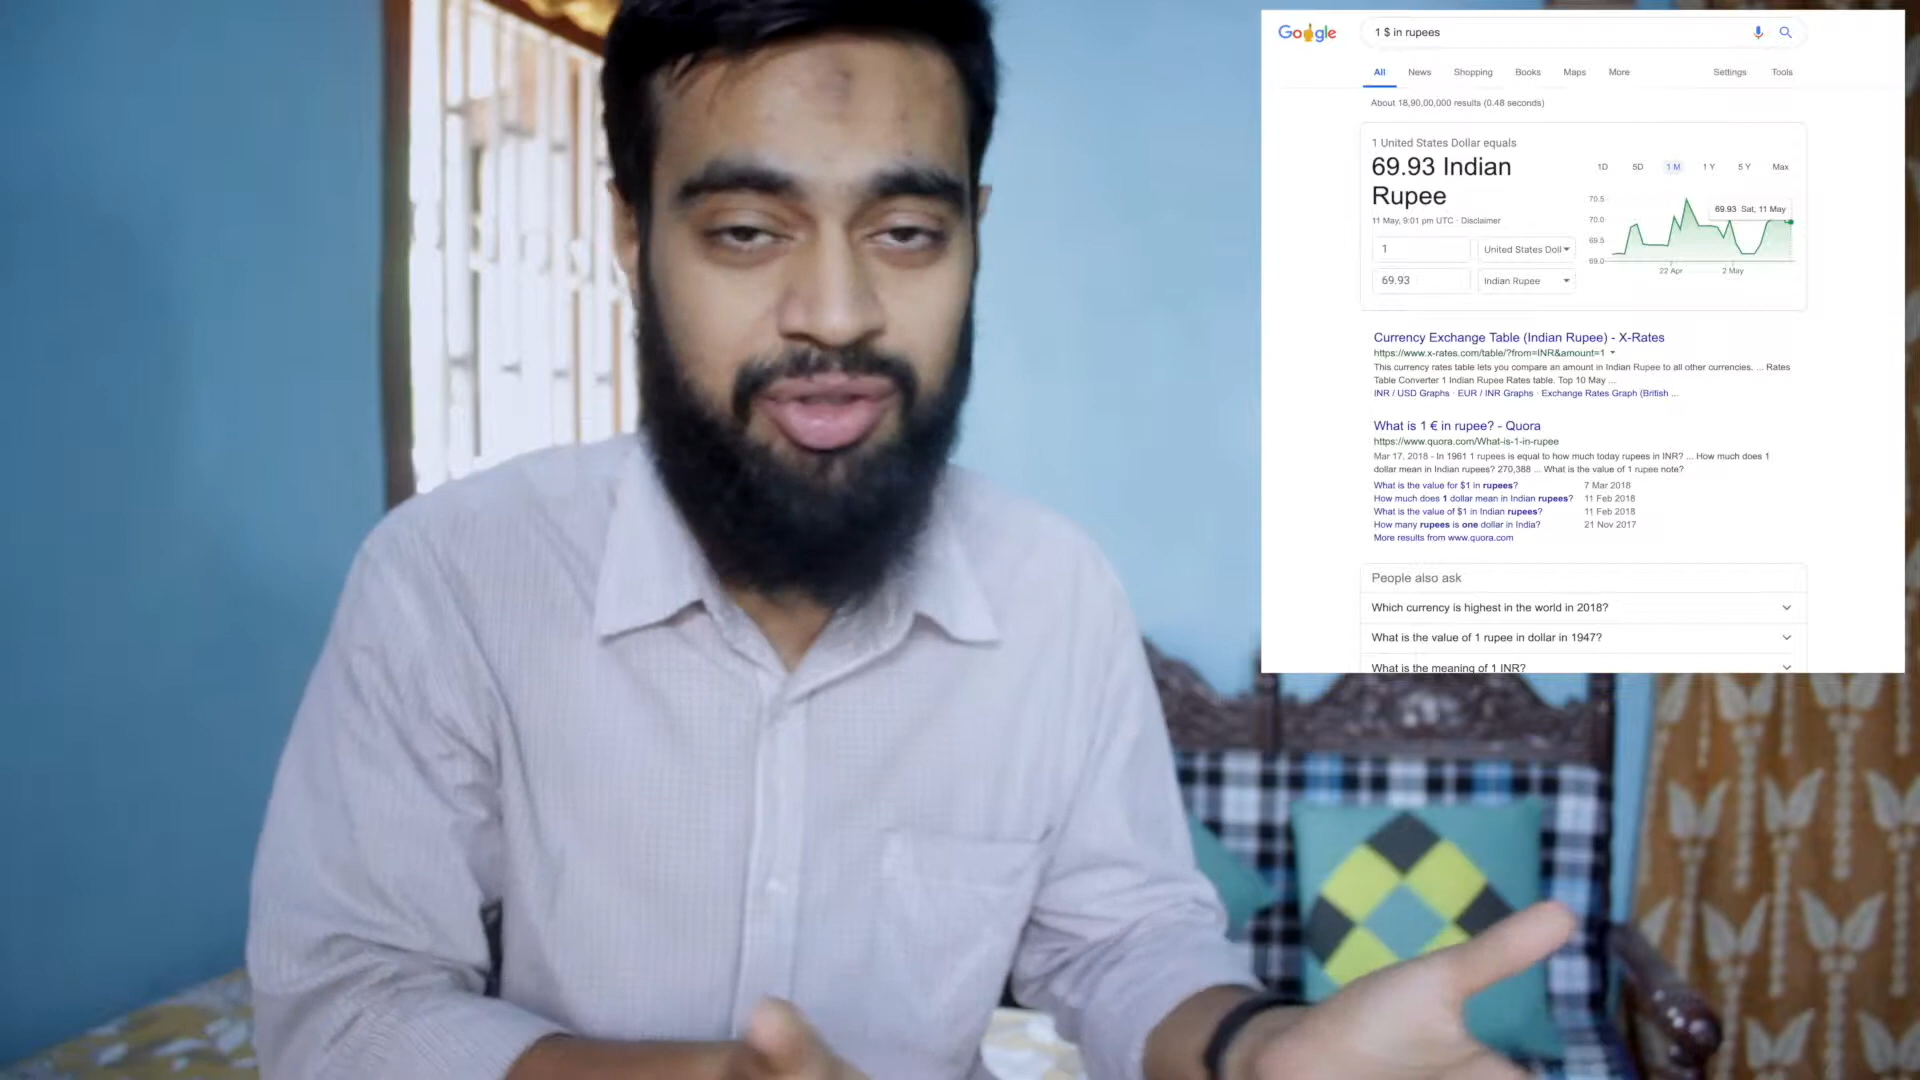 Google
1 $ in rupees
All News Shopping Books Maps More Settings Tools
About 18,90,00,000 results (0.48 seconds)
1 United States Dollar equals
69.93 Indian
Rupee
11 May, 9:01 pm UTC · Disclaimer
1 United States Doll
69.93 Indian Rupee
1D 5D 1M 1Y 5Y Max
70.5
70.0
69.5
69.0
69.93 Sat, 11 May
22 Apr 2 May
Currency Exchange Table (Indian Rupee) - X-Rates
https://www.x-rates.com/table/?from=INR&amount=1
This currency rates table lets you compare an amount in Indian Rupee to all other currencies. ... Rates
Table Converter 1 Indian Rupee Rates table. Top 10 May ...
INR / USD Graphs · EUR / INR Graphs · Exchange Rates Graph (British ...
What is 1 € in rupee? - Quora
https://www.quora.com/What-is-1-in-rupee
Mar 17, 2018 - In 1961 1 rupees is equal to how much today rupees in INR? ... How much does 1
dollar mean in Indian rupees? 270,388 ... What is the value of 1 rupee note?
What is the value for $1 in rupees? 7 Mar 2018
How much does 1 dollar mean in Indian rupees? 11 Feb 2018
What is the value of $1 in Indian rupees? 11 Feb 2018
How many rupees is one dollar in India? 21 Nov 2017
More results from www.quora.com
People also ask
Which currency is highest in the world in 2018?
What is the value of 1 rupee in dollar in 1947?
What is the meaning of 1 INR?